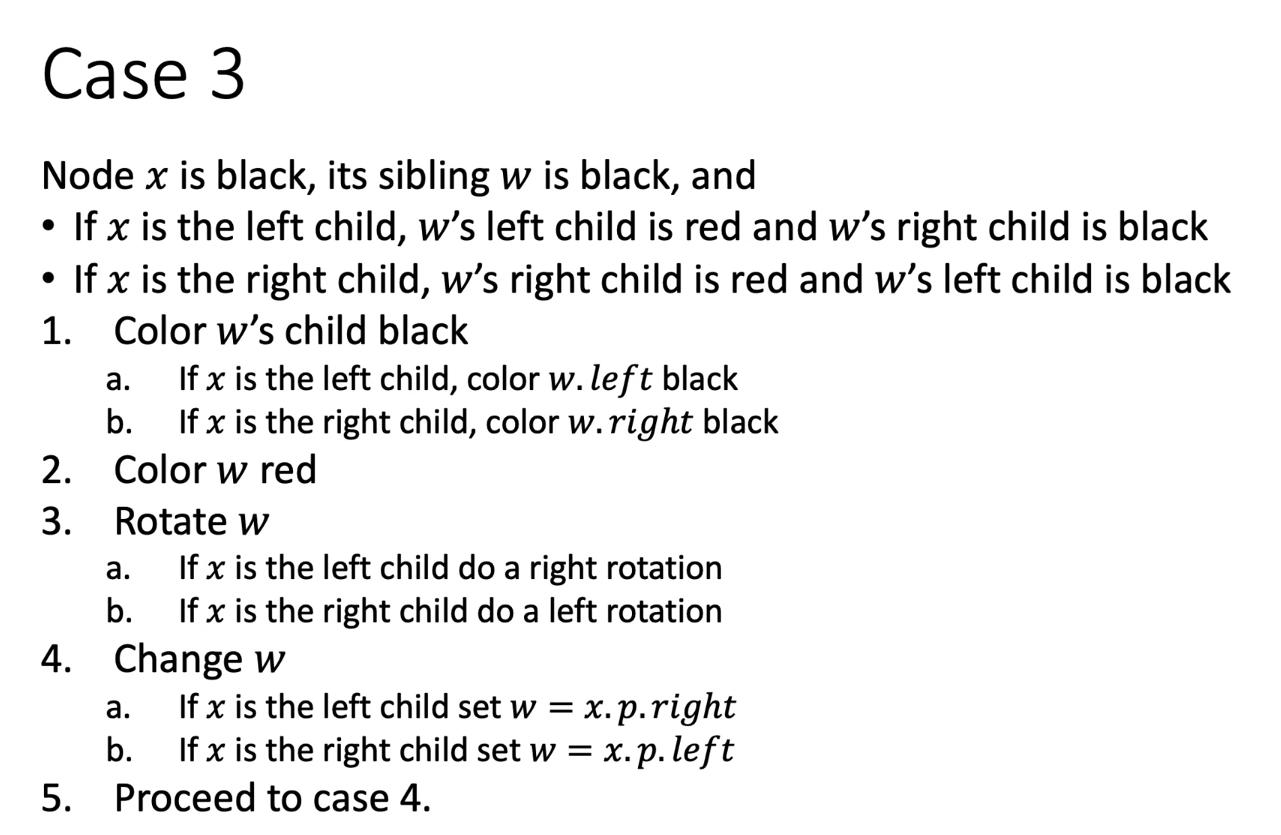 Case 3
Node x is black, its sibling w is black, and
• If x is the left child, w’s left child is red and w’s right child is black
• If x is the right child, w’s right child is red and w’s left child is black
1. Color w’s child black
a. If x is the left child, color w.left black
b. If x is the right child, color w.right black
2. Color w red
3. Rotate w
a. If x is the left child do a right rotation
b. If x is the right child do a left rotation
4. Change w
a. If x is the left child set w = x.p.right
b. If x is the right child set w = x.p.left
5. Proceed to case 4.